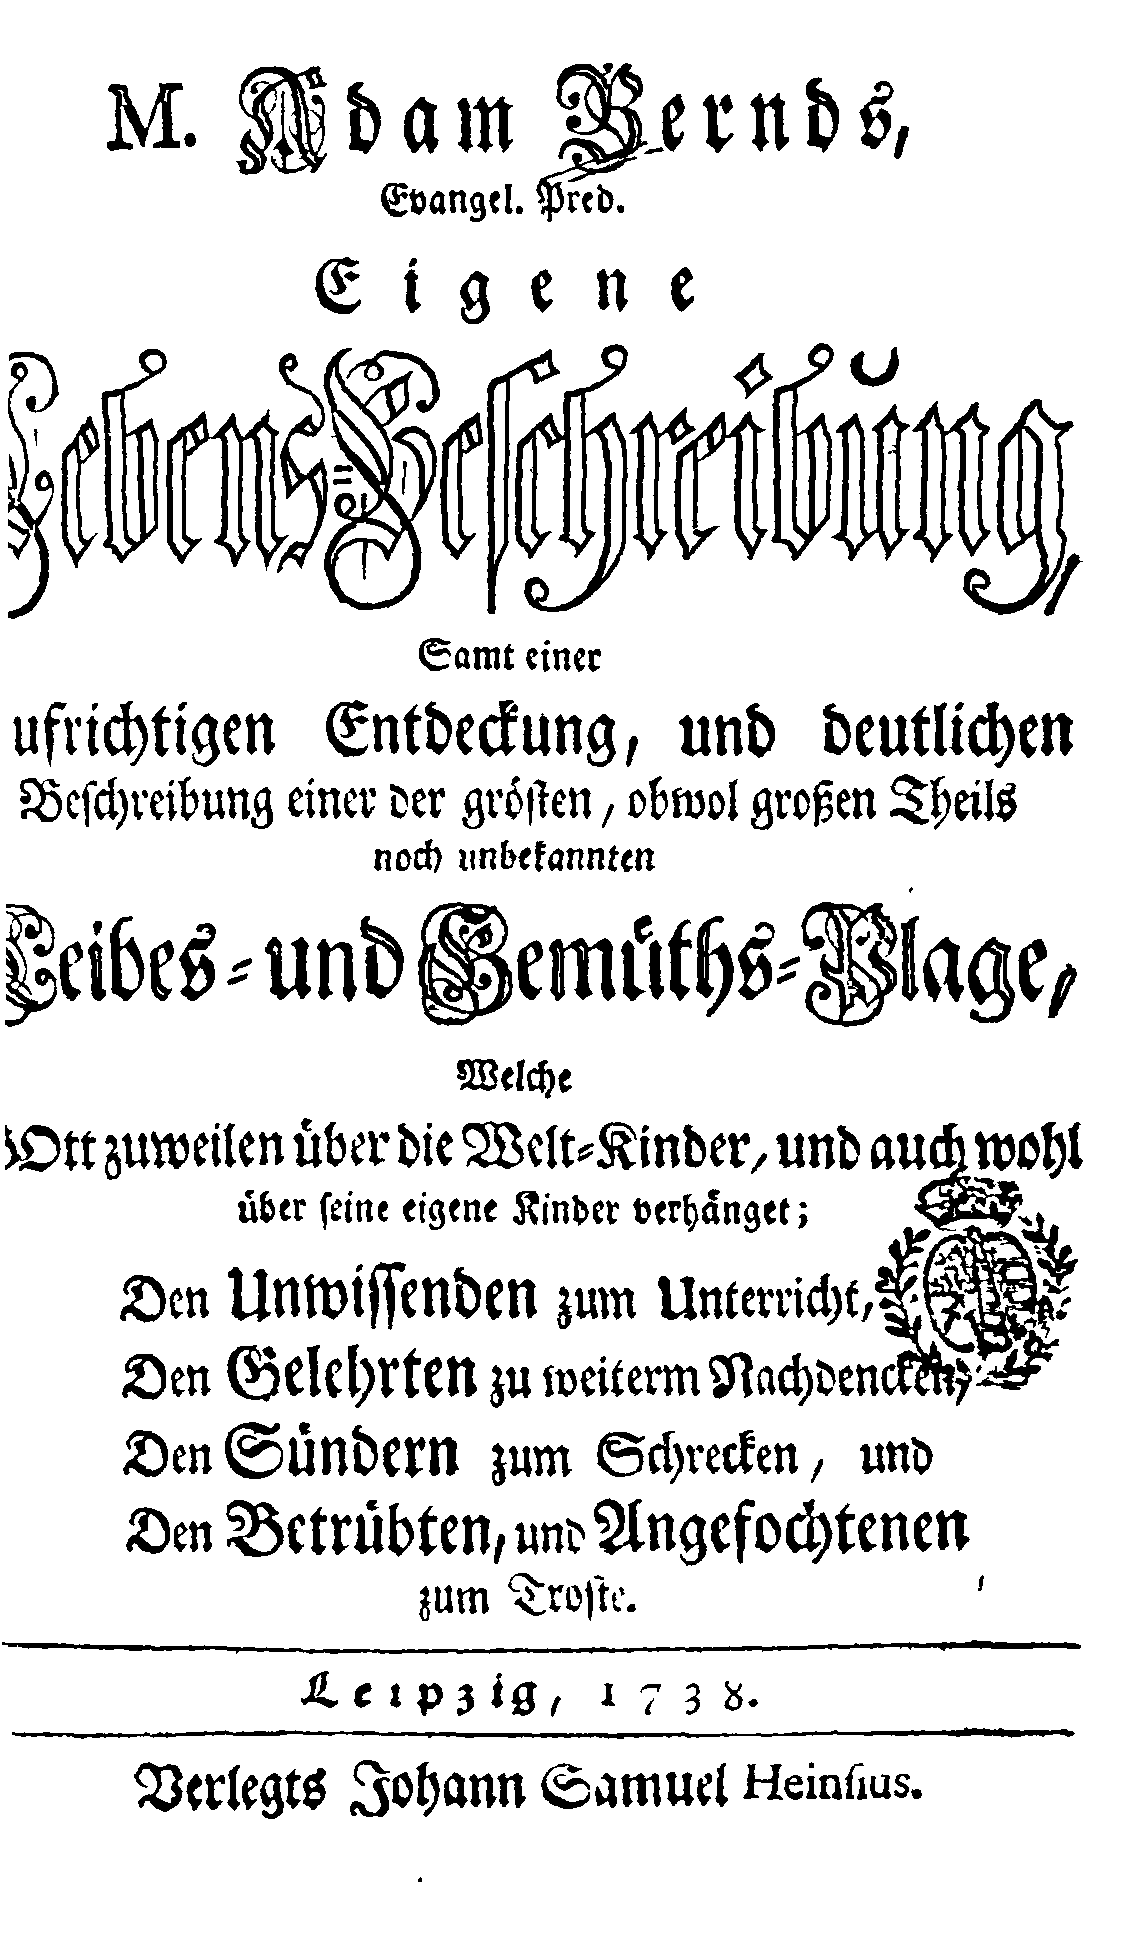 M. Adam Bernds,
Evangel. Pred.
Eigene
Lebens=Beschreibung,
Samt einer
ufrichtigen Entdeckung, und deutlichen
Beschreibung einer der grösten, obwol großen Theils
noch unbekannten
Leibes=und Gemüths=Plage,
Welche
GOtt zuweilen über die Welt=Kinder, und auch wohl
über seine eigene Kinder verhänget;
Den Unwissenden zum Unterricht,
Den Gelehrten zu weiterm Nachdencken,
Den Sündern zum Schrecken, und
Den Betrübten, und Angefochtenen
zum Troste.
Leipzig, 1738.
Verlegts Johann Samuel Heinsius.